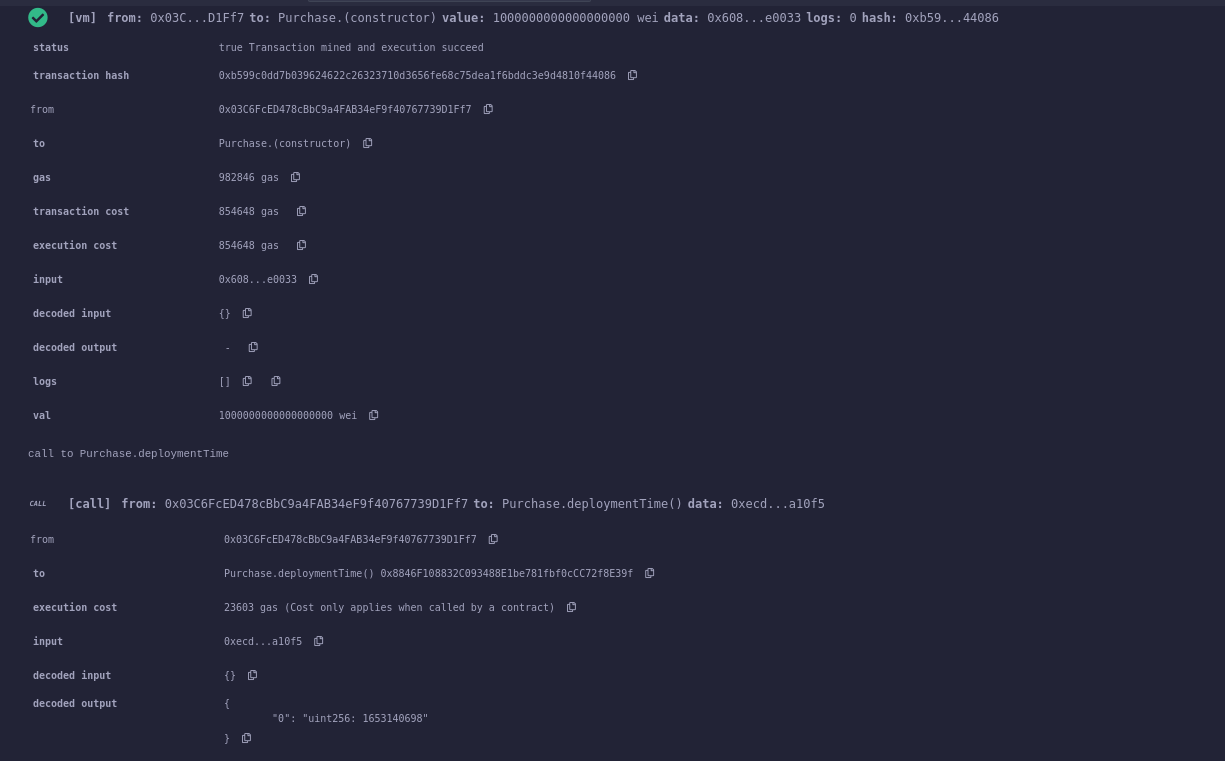 [vm] from: 0x03C...D1Ff7 to: Purchase.(constructor) value: 1000000000000000000 wei data: 0x608...e0033 logs: 0 hash: 0xb59...44086
status true Transaction mined and execution succeed
transaction hash 0xb599c0dd7b039624622c26323710d3656fe68c75dea1f6bddc3e9d4810f44086
from 0x03C6FcED478cBbC9a4FAB34eF9f40767739D1Ff7
to Purchase.(constructor)
gas 982846 gas
transaction cost 854648 gas
execution cost 854648 gas
input 0x608...e0033
decoded input {}
decoded output -
logs []
val 1000000000000000000 wei
call to Purchase.deploymentTime
CALL [call] from: 0x03C6FcED478cBbC9a4FAB34eF9f40767739D1Ff7 to: Purchase.deploymentTime() data: 0xecd...a10f5
from 0x03C6FcED478cBbC9a4FAB34eF9f40767739D1Ff7
to Purchase.deploymentTime() 0x8846F108832C093488E1be781fbf0cCC72f8E39f
execution cost 23603 gas (Cost only applies when called by a contract)
input 0xecd...a10f5
decoded input {}
decoded output {
"0": "uint256: 1653140698"
}